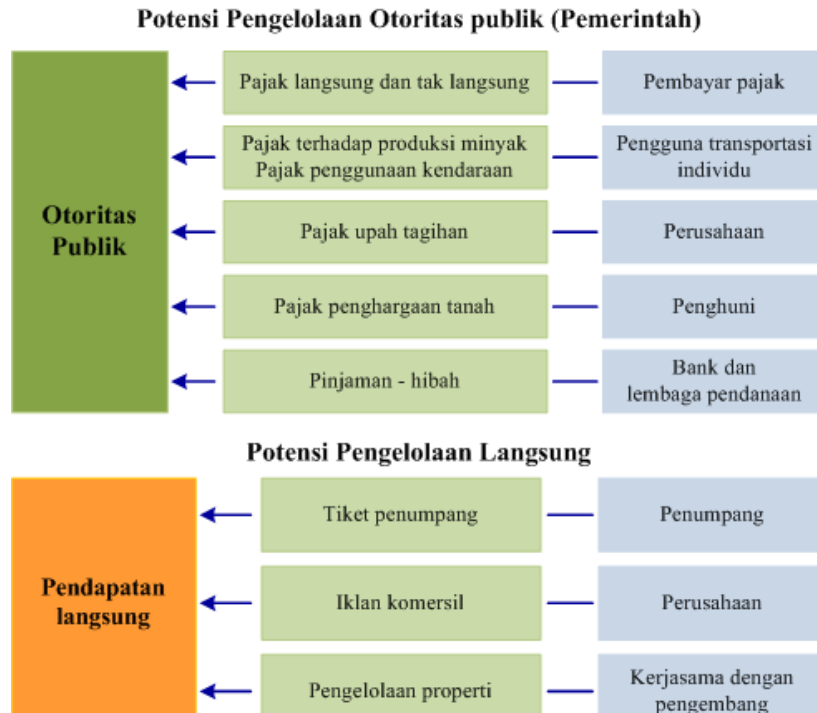 Potensi Pengelolaan Otoritas publik (Pemerintah)
Otoritas
Publik
Pajak langsung dan tak langsung
Pembayar pajak
Pajak terhadap produksi minyak
Pajak penggunaan kendaraan
Pengguna transportasi
individu
Pajak upah tagihan
Perusahaan
Pajak penghargaan tanah
Penghuni
Pinjaman - hibah
Bank dan
lembaga pendanaan
Potensi Pengelolaan Langsung
Pendapatan
langsung
Tiket penumpang
Penumpang
Iklan komersil
Perusahaan
Pengelolaan properti
Kerjasama dengan
pengembang